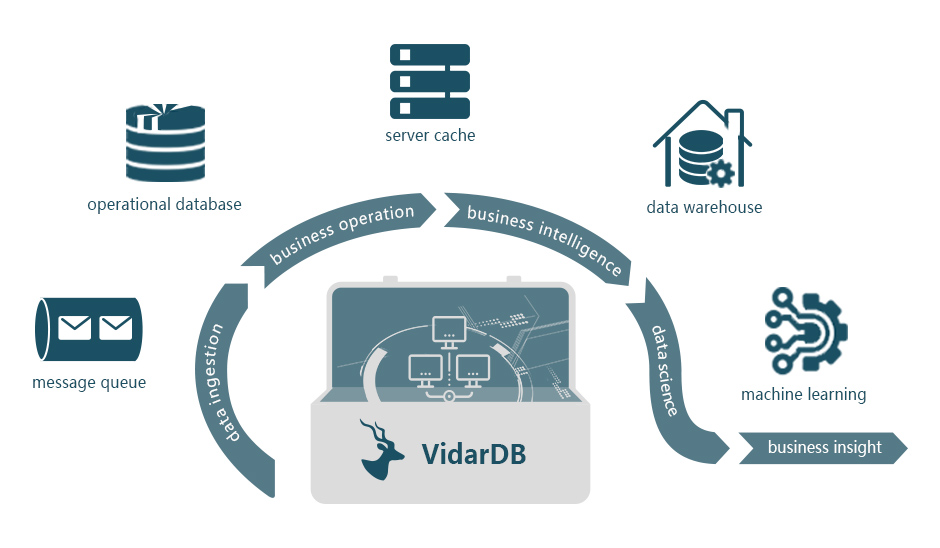 server cache
operational database
data warehouse
business operation
business intelligence
message queue
data ingestion
data science
machine learning
VidarDB
business insight